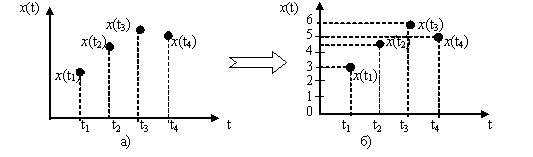 x(t)
x(t₃)
x(t₂)
x(t₄)
x(t₁)
t₁ t₂ t₃ t₄ t
а)
x(t)
6
5
4
3
2
1
0
x(t₃)
x(t₂)
x(t₄)
x(t₁)
t₁ t₂ t₃ t₄ t
б)